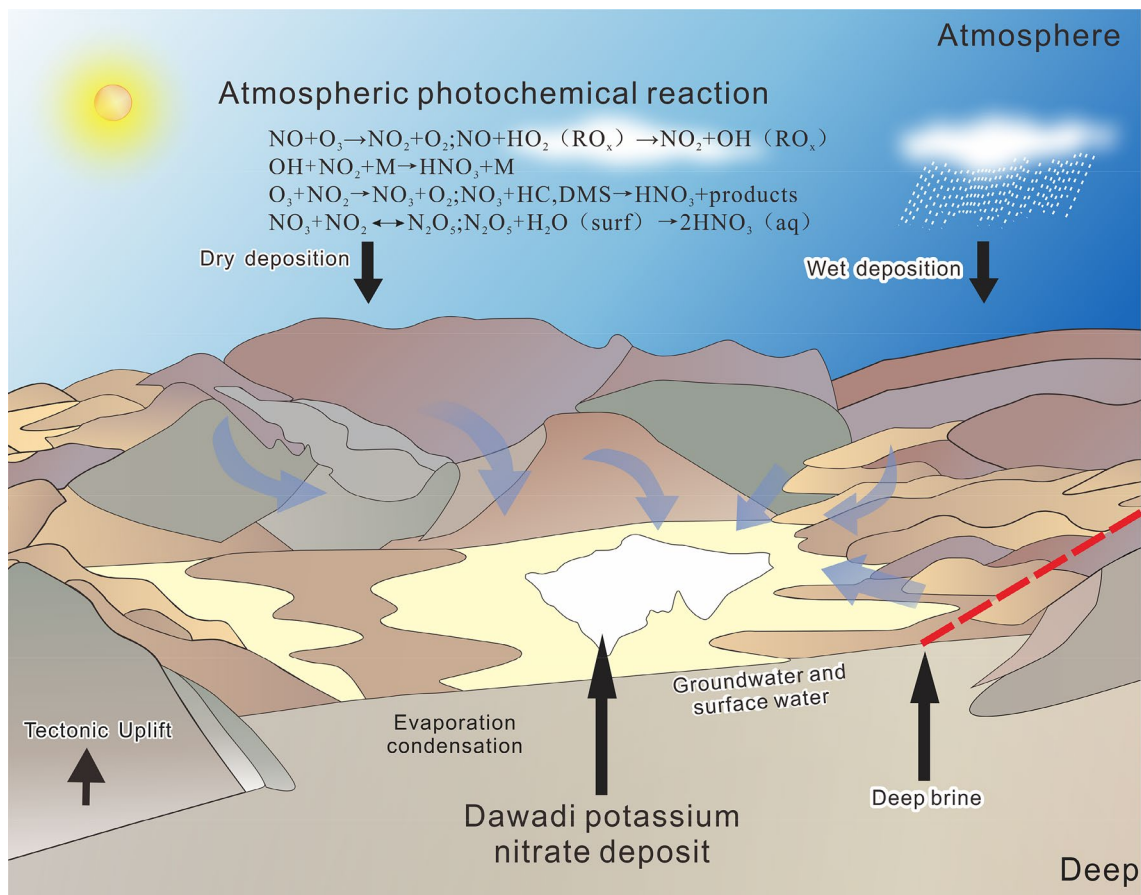 Atmosphere
Atmospheric photochemical reaction
NO+O₃→NO₂+O₂;NO+HO₂（ROₓ）→NO₂+OH（ROₓ）
OH+NO₂+M→HNO₃+M
O₃+NO₂→NO₃+O₂;NO₃+HC,DMS→HNO₃+products
NO₃+NO₂↔N₂O₅;N₂O₅+H₂O（surf）→2HNO₃（aq）
Dry deposition
Wet deposition
Groundwater and
surface water
Tectonic Uplift
Evaporation
condensation
Deep brine
Dawadi potassium
nitrate deposit
Deep